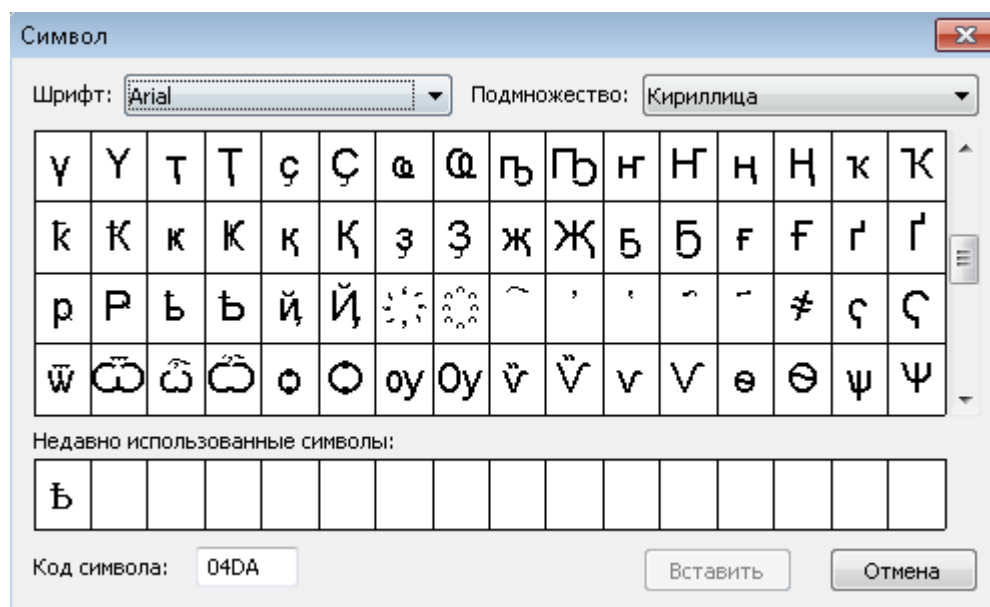 Символ
Шрифт: Arial Подмножество: Кириллица
ү Ү ҭ Ҭ ҫ Ҫ ҩ Ҩ ҧ Ҧ ҥ Ҥ ң Ң ҡ Ҡ
ҟ Ҟ ҝ Ҝ қ Қ ҙ Ҙ җ Җ ҕ Ҕ ғ Ғ ґ Ґ
ҏ Ҏ ҍ Ҍ ҋ Ҋ ҉ ҈ ҇ ҆ ҅ ҄ ҃ ҂ ҁ Ҁ
ѿ Ѿ ѽ Ѽ ѻ Ѻ ѹ Ѹ ѷ Ѷ ѵ Ѵ ѳ Ѳ ѱ Ѱ
Недавно использованные символы:
ѣ
Код символа: 04DA Вставить Отмена